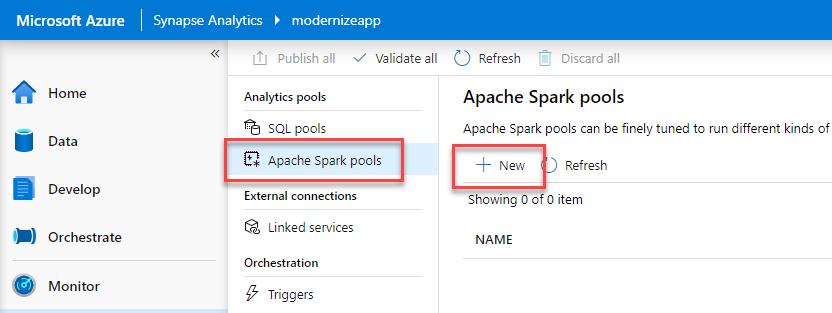 Microsoft Azure Synapse Analytics modernizeapp
Publish all Validate all Refresh Discard all
Home
Data
Develop
Orchestrate
Monitor
Analytics pools
SQL pools
Apache Spark pools
External connections
Linked services
Orchestration
Triggers
Apache Spark pools
Apache Spark pools can be finely tuned to run different kinds of
New Refresh
Showing 0 of 0 item
NAME